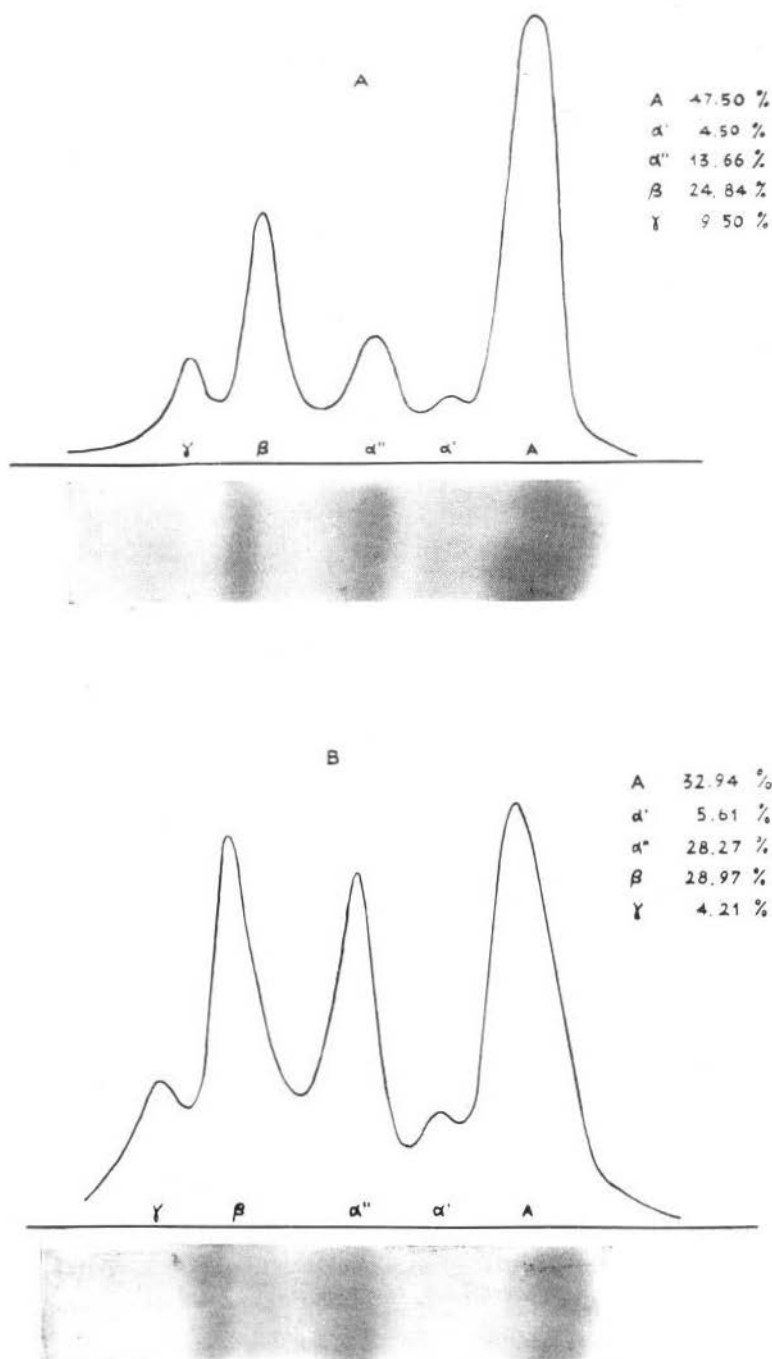 A
A 47.50 %
α' 4.50 %
α" 13.66 %
β 24.84 %
γ 9.50 %
γ β α" α' A
B
A 32.94 %
α' 5.61 %
α" 28.27 %
β 28.97 %
γ 4.21 %
γ β α" α' A